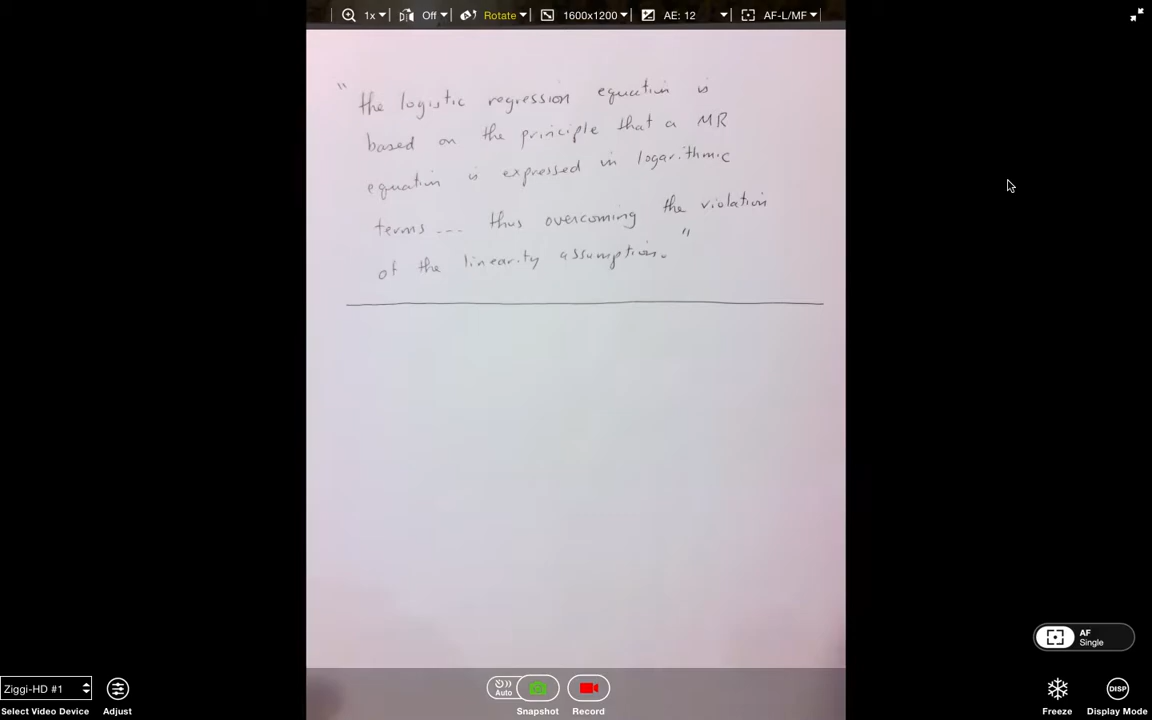 1x Off Rotate 1600x1200 AE: 12 AF-L/MF
" the logistic regression equation is
based on the principle that a MR
equation is expressed in logarithmic
terms --- thus overcoming the violation
of the linearity assumption. "
AF
Single
Ziggi-HD #1
Auto
Select Video Device Adjust Snapshot Record Freeze Display Mode
DISP